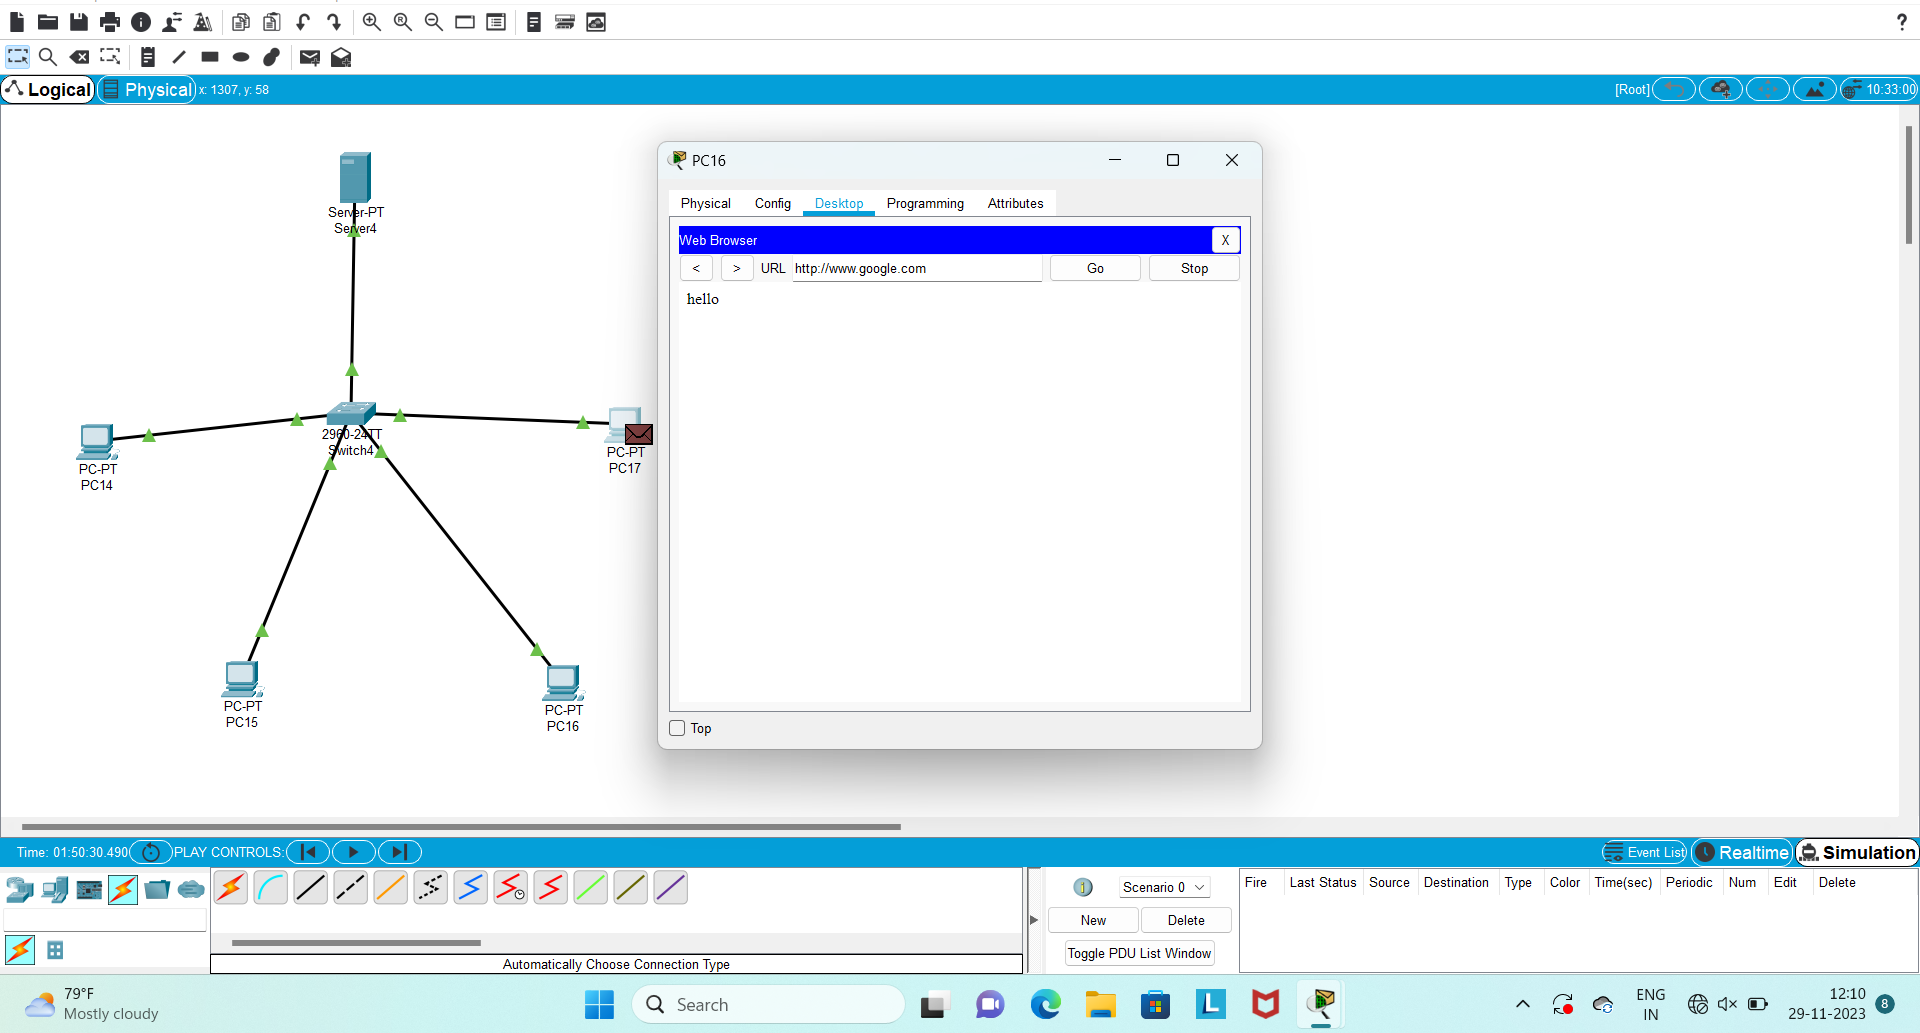 Logical
Physical
x: 1307, y: 58
[Root]
10:33:00
Server-PT
Server4
2960-24TT
Switch4
PC-PT
PC14
PC-PT
PC17
PC-PT
PC15
PC-PT
PC16
PC16
Physical Config Desktop Programming Attributes
Web Browser
X
< > URL http://www.google.com Go Stop
hello
Top
Time: 01:50:30.490 PLAY CONTROLS:
Event List Realtime Simulation
Scenario 0
New Delete
Toggle PDU List Window
Fire Last Status Source Destination Type Color Time(sec) Periodic Num Edit Delete
Automatically Choose Connection Type
79°F
Mostly cloudy
Search
ENG
IN
12:10
29-11-2023
8